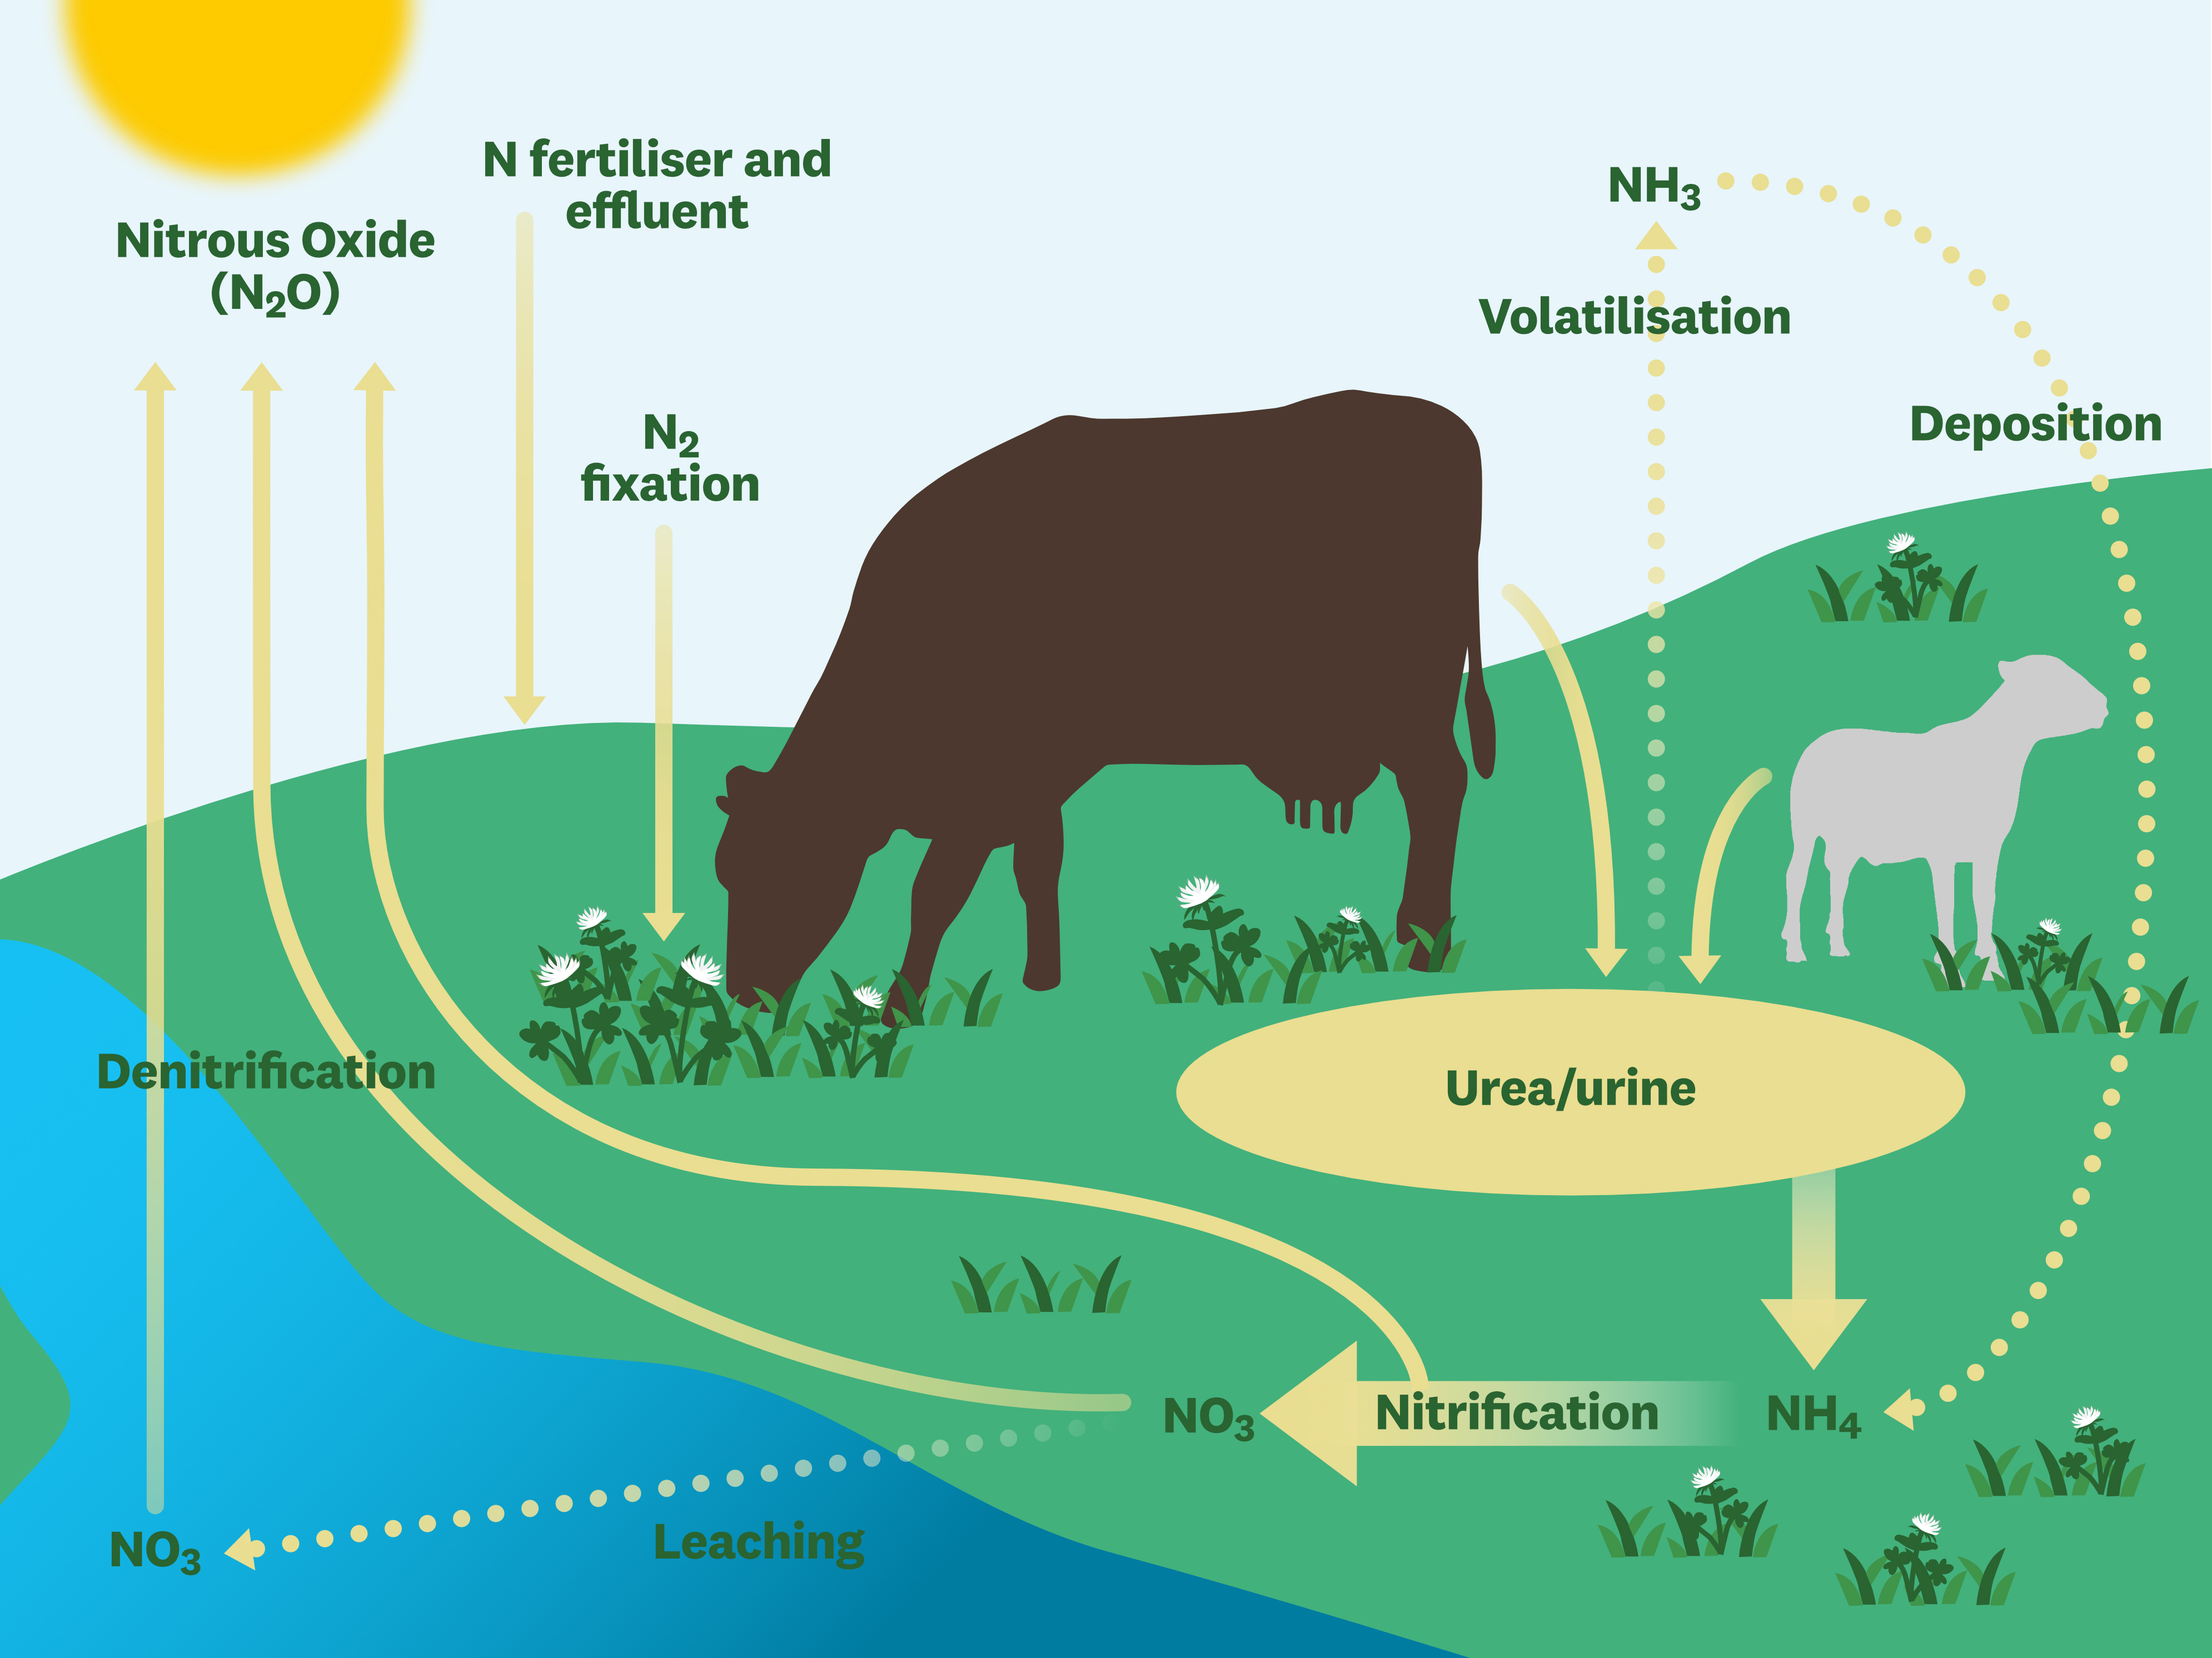 N fertiliser and
effluent
Nitrous Oxide
(N₂O)
NH₃
Volatilisation
Deposition
N₂
fixation
Denitrification
Urea/urine
NO₃
Nitrification
NH₄
NO₃
Leaching